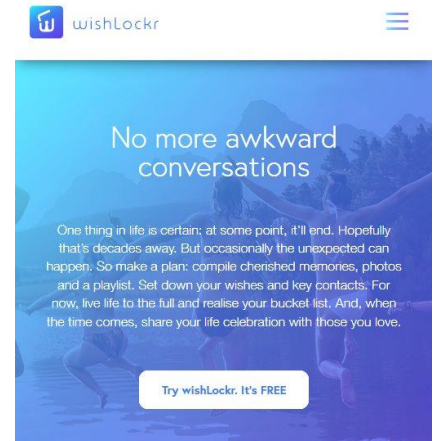 wishLockr
No more awkward
conversations
One thing in life is certain: at some point, it'll end. Hopefully
that's decades away. But occasionally the unexpected can
happen. So make a plan: compile cherished memories, photos
and a playlist. Set down your wishes and key contacts. For
now, live life to the full and realise your bucket list. And, when
the time comes, share your life celebration with those you love.
Try wishLockr. It's FREE